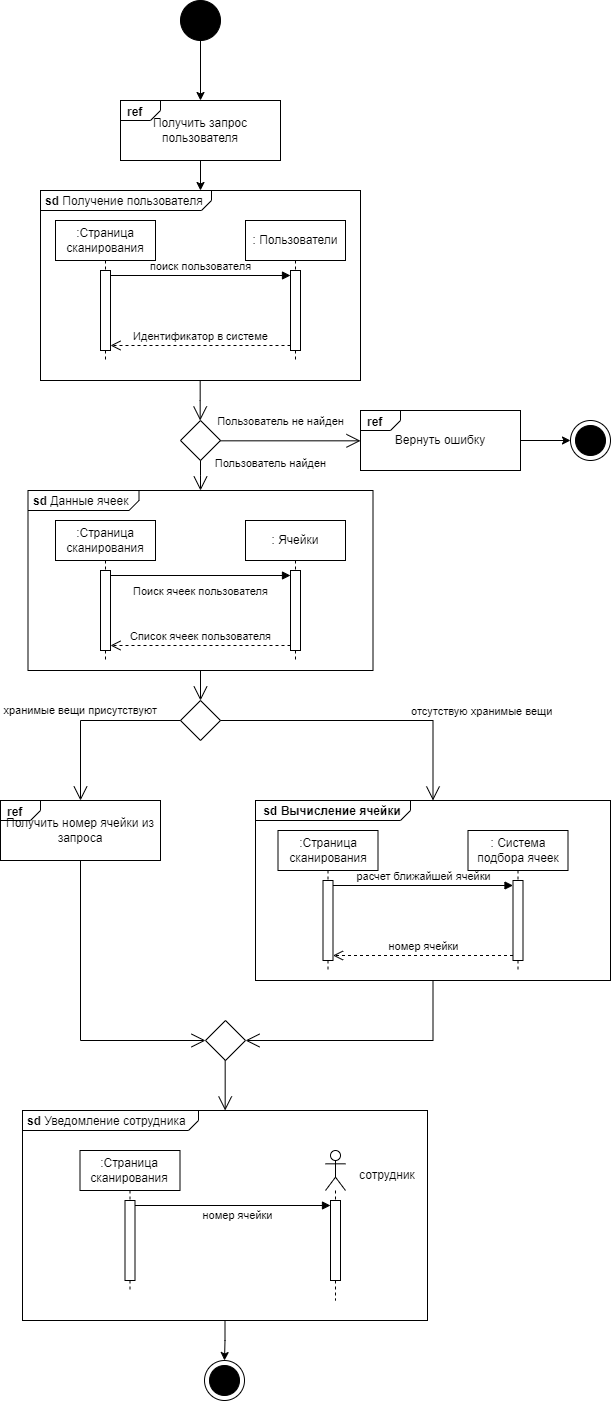 ref
Получить запрос
пользователя
sd Получение пользователя
:Страница
сканирования
: Пользователи
поиск пользователя
Идентификатор в системе
Пользователь не найден
ref
Вернуть ошибку
Пользователь найден
sd Данные ячеек
:Страница
сканирования
: Ячейки
Поиск ячеек пользователя
Список ячеек пользователя
хранимые вещи присутствуют
отсутствую хранимые вещи
ref
Получить номер ячейки из
запроса
sd Вычисление ячейки
:Страница
сканирования
: Система
подбора ячеек
расчет ближайшей ячейки
номер ячейки
sd Уведомление сотрудника
:Страница
сканирования
сотрудник
номер ячейки